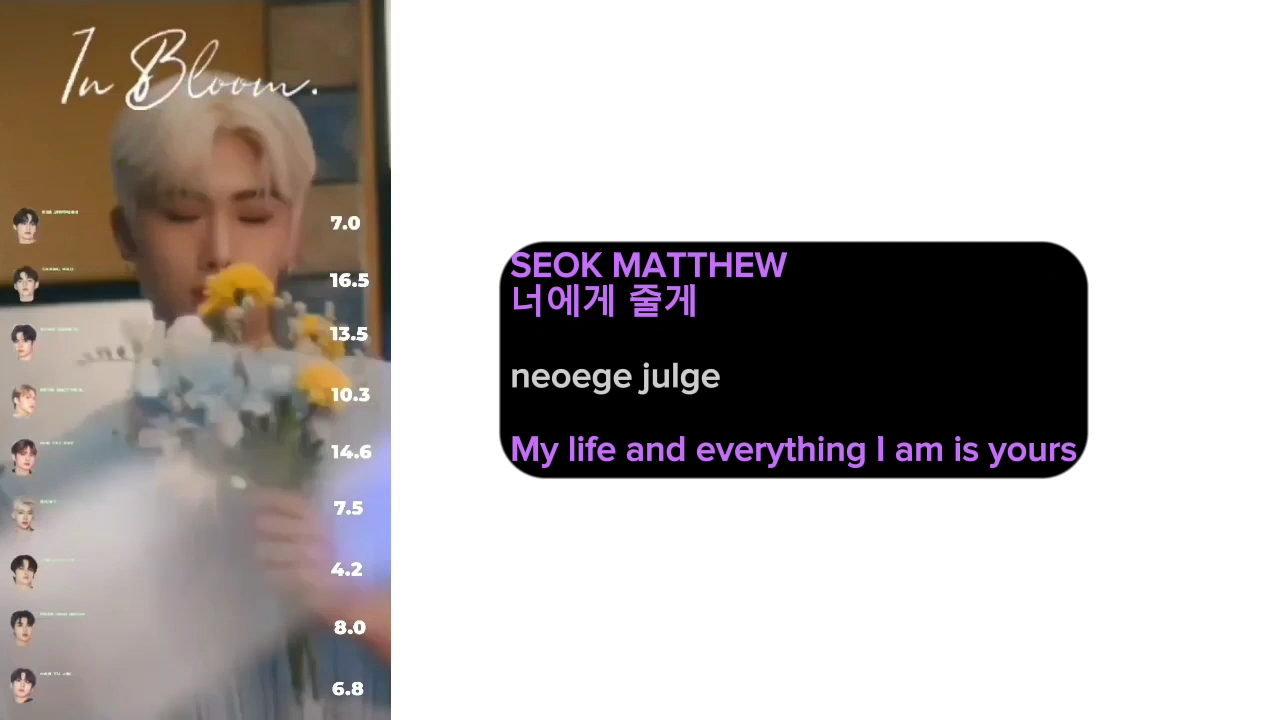 In Bloom.
7.0
16.5
13.5
10.3
14.6
7.5
4.2
8.0
6.8
SEOK MATTHEW
너에게 줄게
neoege julge
My life and everything I am is yours